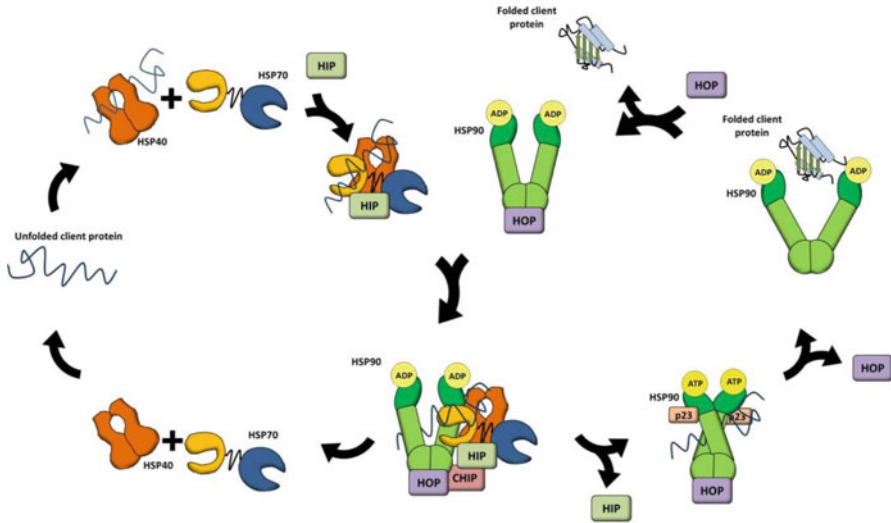 Folded client
protein
HIP
HSP70
HSP40
HOP
ADP
ADP
HSP90
HOP
HIP
Folded client
protein
ADP
ADP
HSP90
Unfolded client protein
HSP90
ADP
ADP
HIP
HOP
CHIP
HSP70
HSP40
HIP
HSP90
ATP
ATP
p23
p23
HOP
HOP